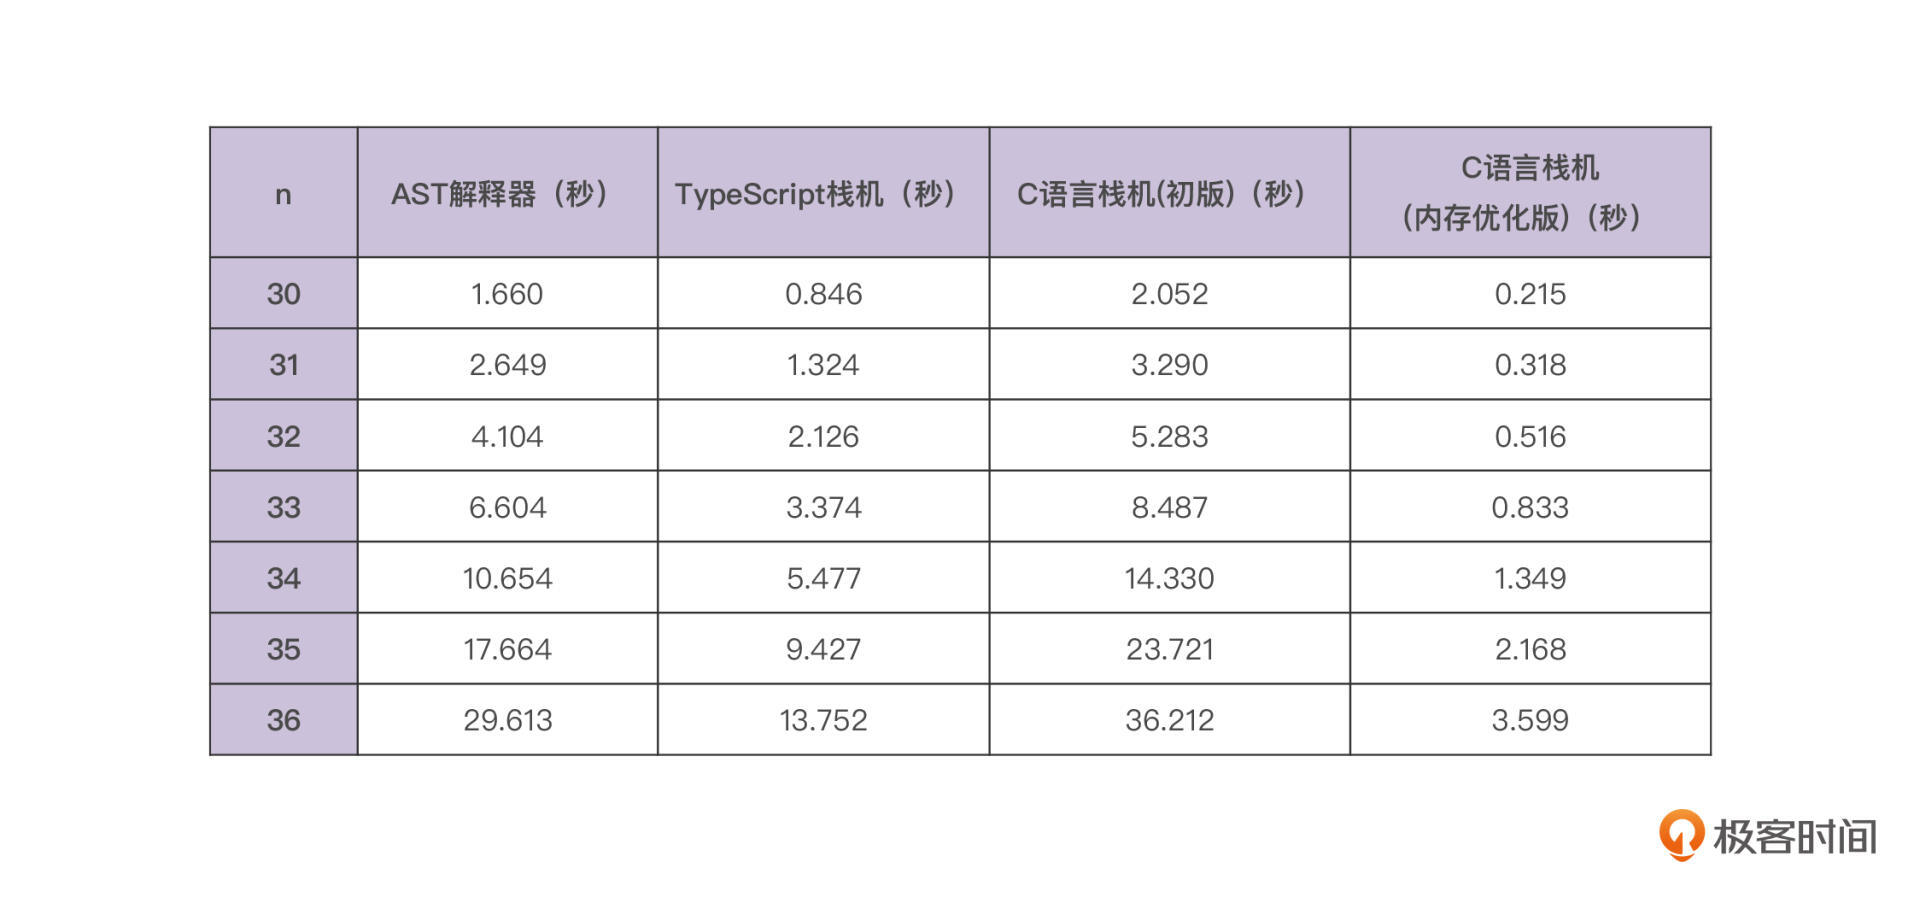 n AST解释器（秒） TypeScript栈机（秒） C语言栈机(初版)（秒） C语言栈机
（内存优化版)（秒）
30 1.660 0.846 2.052 0.215
31 2.649 1.324 3.290 0.318
32 4.104 2.126 5.283 0.516
33 6.604 3.374 8.487 0.833
34 10.654 5.477 14.330 1.349
35 17.664 9.427 23.721 2.168
36 29.613 13.752 36.212 3.599
极客时间